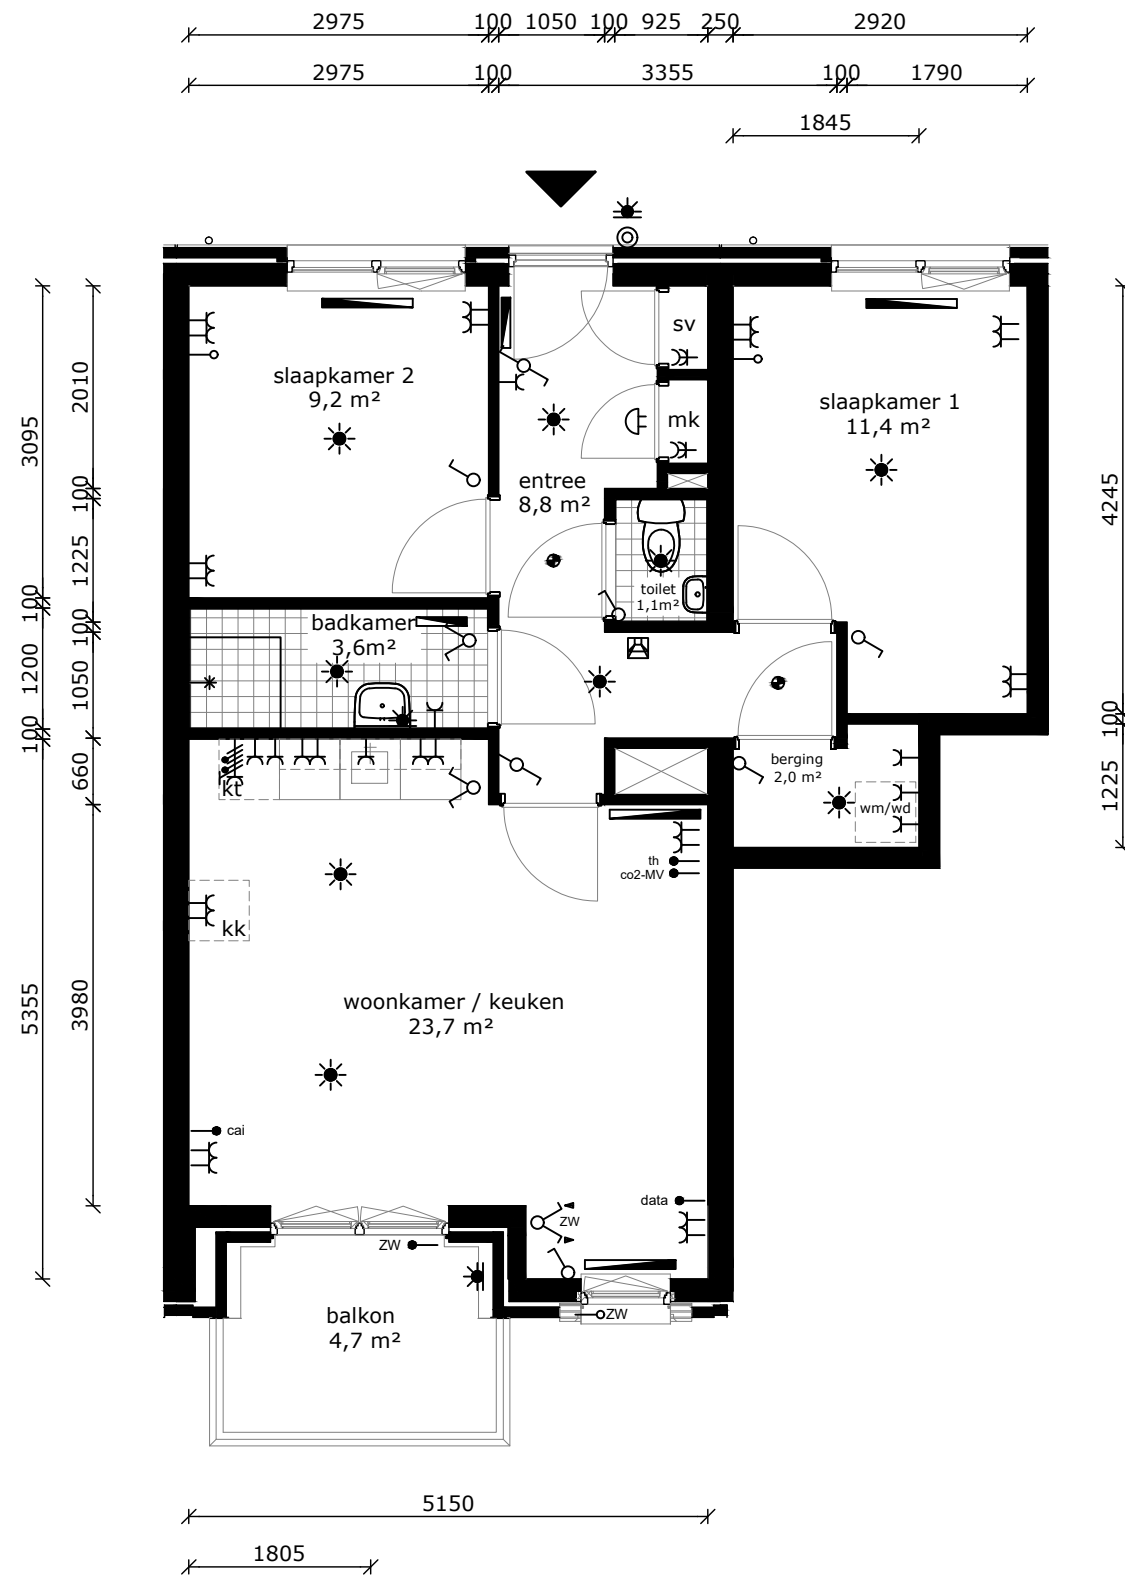 2975 100 1050 100 925 250 2920
2975 100 3355 100 1790
1845
sv
slaapkamer 2
9,2 m²
mk
slaapkamer 1
11,4 m²
entree
8,8 m²
toilet
1,1m²
badkamer
3,6m²
berging
2,0 m²
wm/wd
kt
th
co2-MV
kk
woonkamer / keuken
23,7 m²
cai
data
ZW
ZW
ZW
balkon
4,7 m²
3095
100
1200
100
5355
2010
100
1225
100
1050
660
3980
4245
100
1225
5150
1805